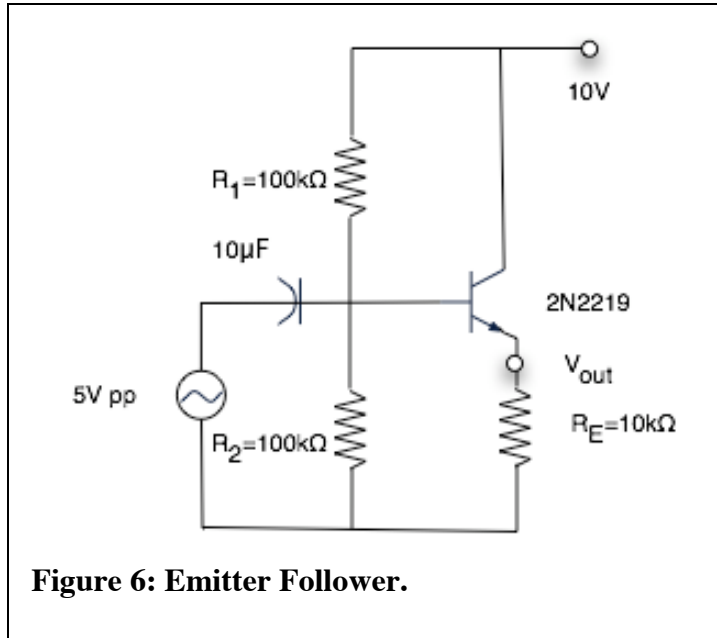 10V
R1=100kΩ
10µF
2N2219
Vout
5V pp
RE=10kΩ
R2=100kΩ
Figure 6: Emitter Follower.